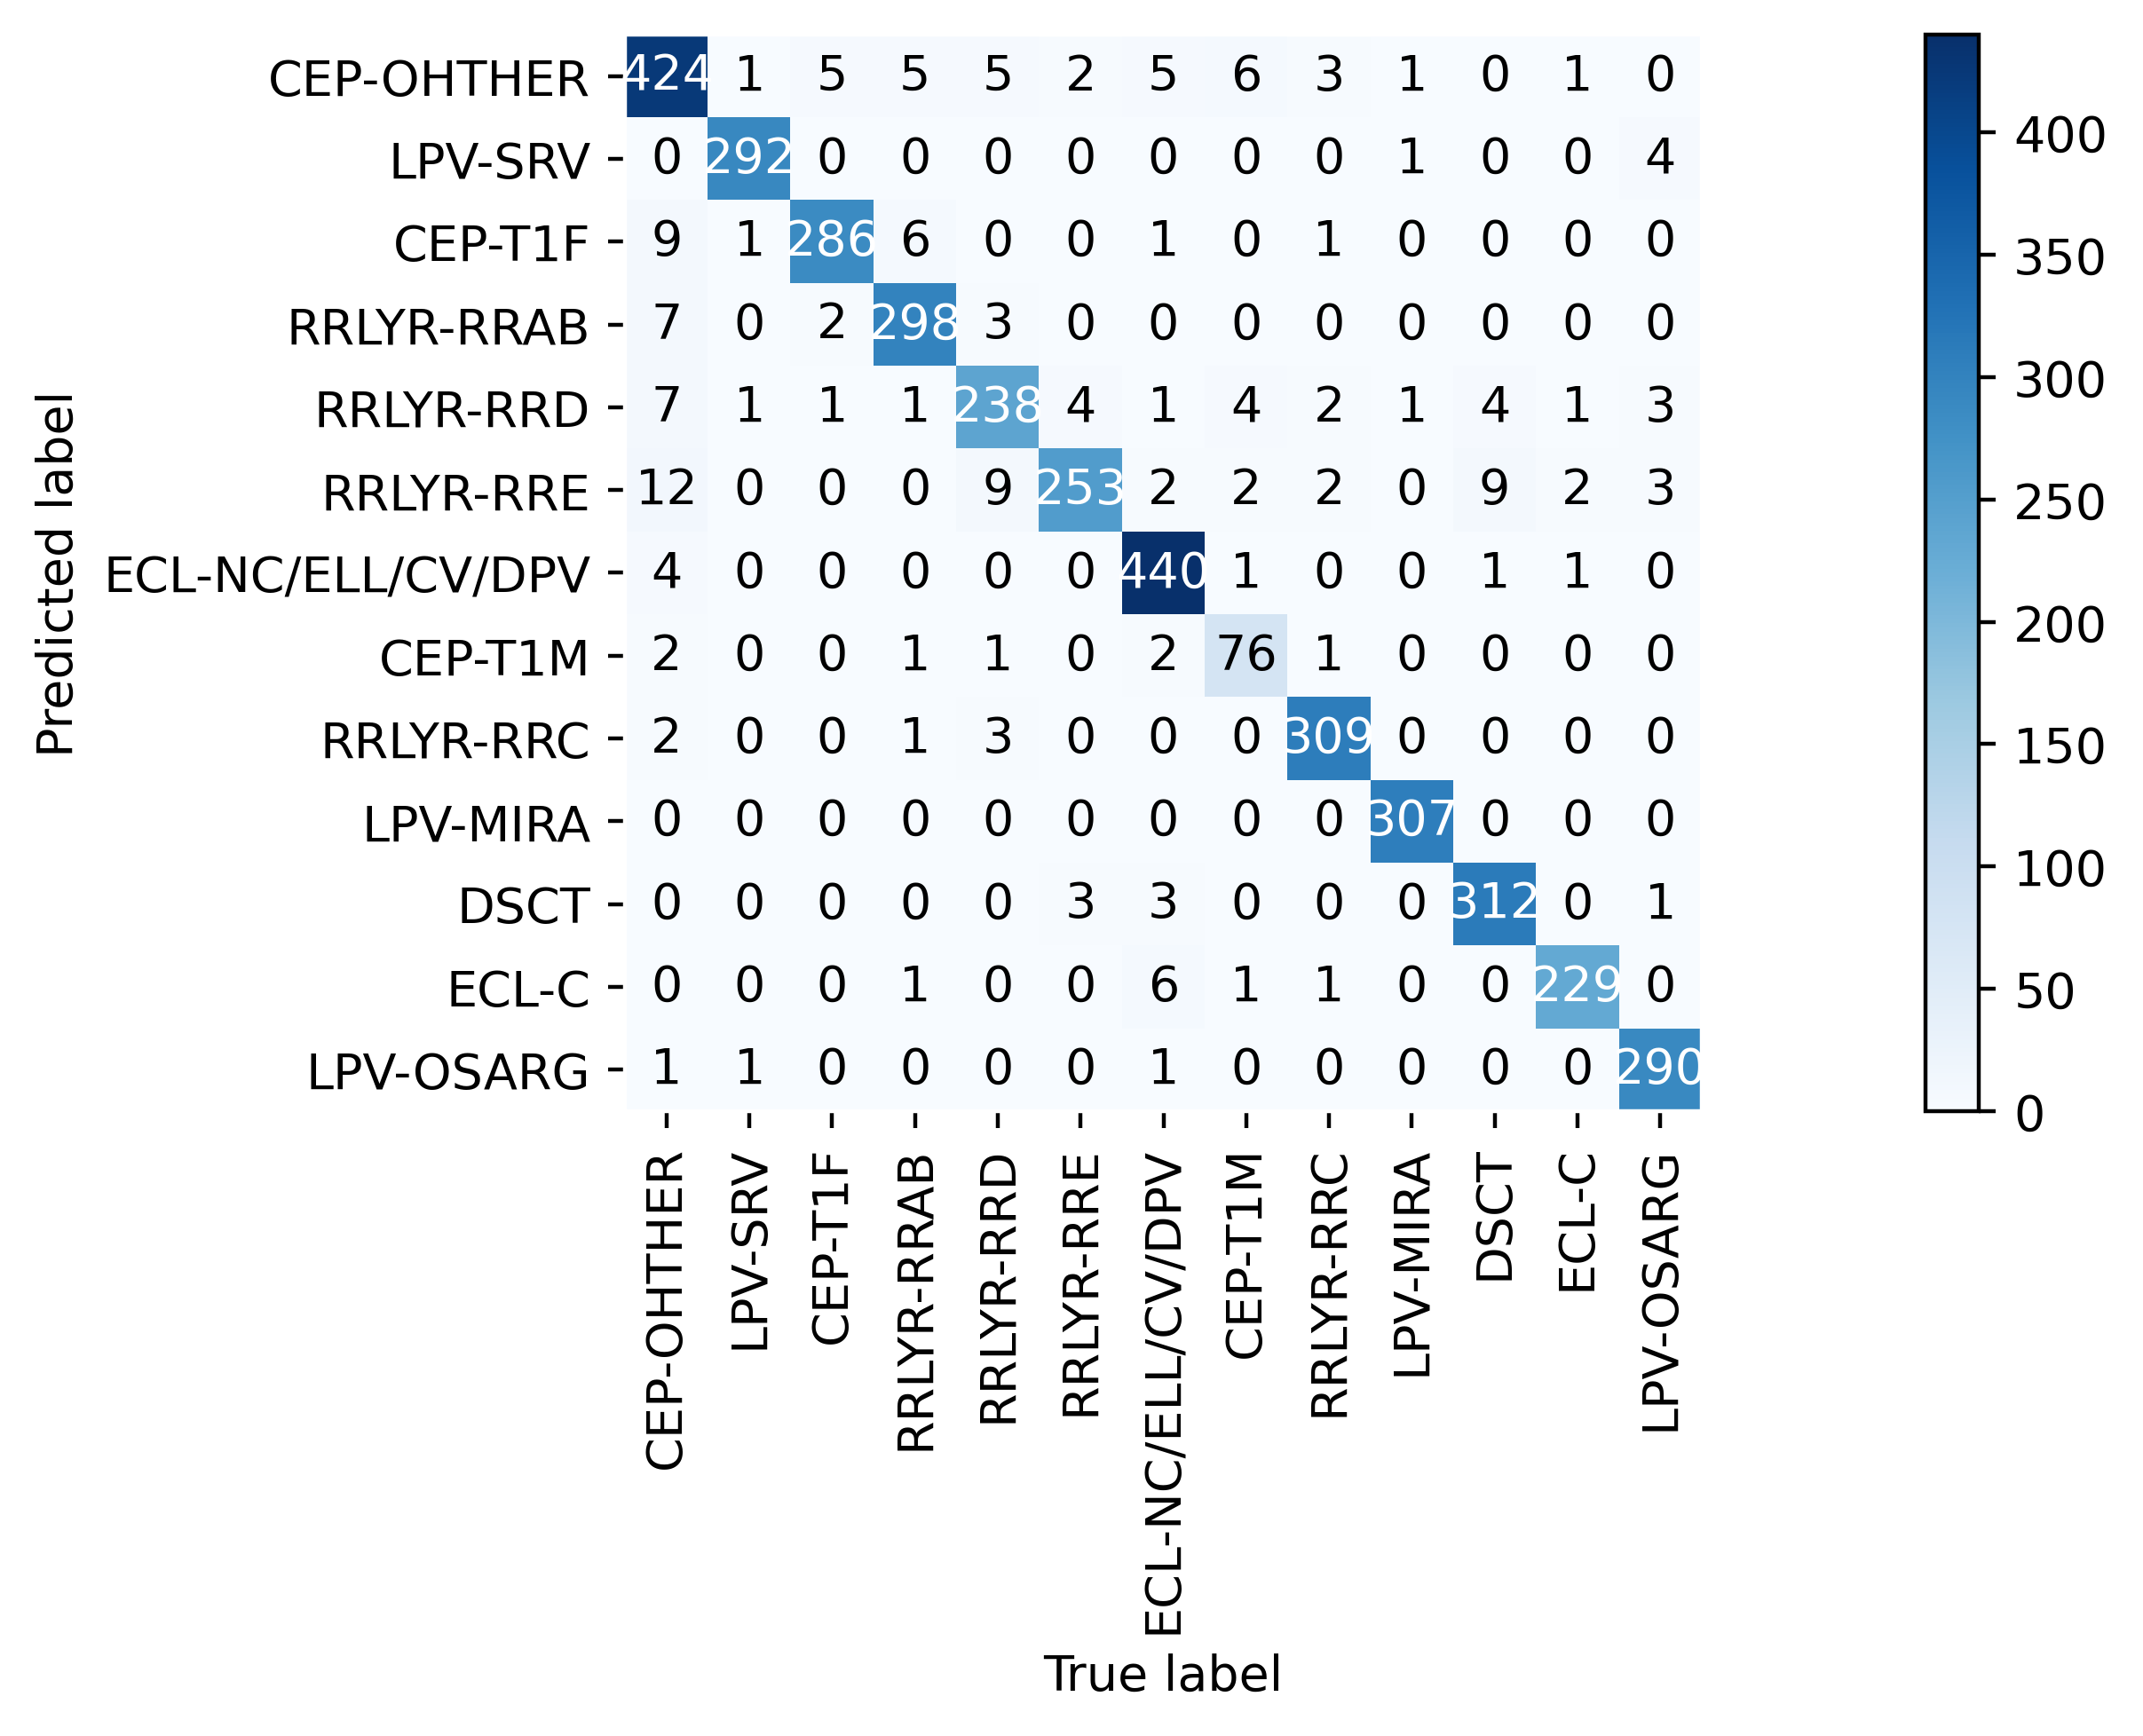 CEP-OHTHER 424 1 5 5 5 2 5 6 3 1 0 1 0
LPV-SRV 0 292 0 0 0 0 0 0 0 1 0 0 4
CEP-T1F 9 1 286 6 0 0 1 0 1 0 0 0 0
RRLYR-RRAB 7 0 2 298 3 0 0 0 0 0 0 0 0
RRLYR-RRD 7 1 1 1 238 4 1 4 2 1 4 1 3
RRLYR-RRE 12 0 0 0 9 253 2 2 2 0 9 2 3
ECL-NC/ELL/CV/DPV 4 0 0 0 0 0 440 1 0 0 1 1 0
CEP-T1M 2 0 0 1 1 0 2 76 1 0 0 0 0
RRLYR-RRC 2 0 0 1 3 0 0 0 309 0 0 0 0
LPV-MIRA 0 0 0 0 0 0 0 0 0 307 0 0 0
DSCT 0 0 0 0 0 3 3 0 0 0 312 0 1
ECL-C 0 0 0 1 0 0 6 1 1 0 0 229 0
LPV-OSARG 1 1 0 0 0 0 1 0 0 0 0 0 290
Predicted label
CEP-OHTHER
LPV-SRV
CEP-T1F
RRLYR-RRAB
RRLYR-RRD
RRLYR-RRE
ECL-NC/ELL/CV/DPV
CEP-T1M
RRLYR-RRC
LPV-MIRA
DSCT
ECL-C
LPV-OSARG
True label
400
350
300
250
200
150
100
50
0